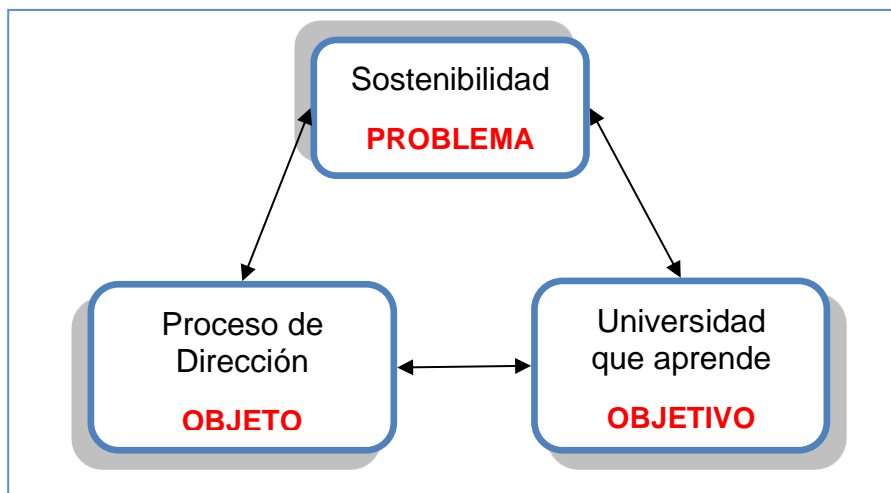 Sostenibilidad
PROBLEMA
Proceso de
Dirección
OBJETO
Universidad
que aprende
OBJETIVO